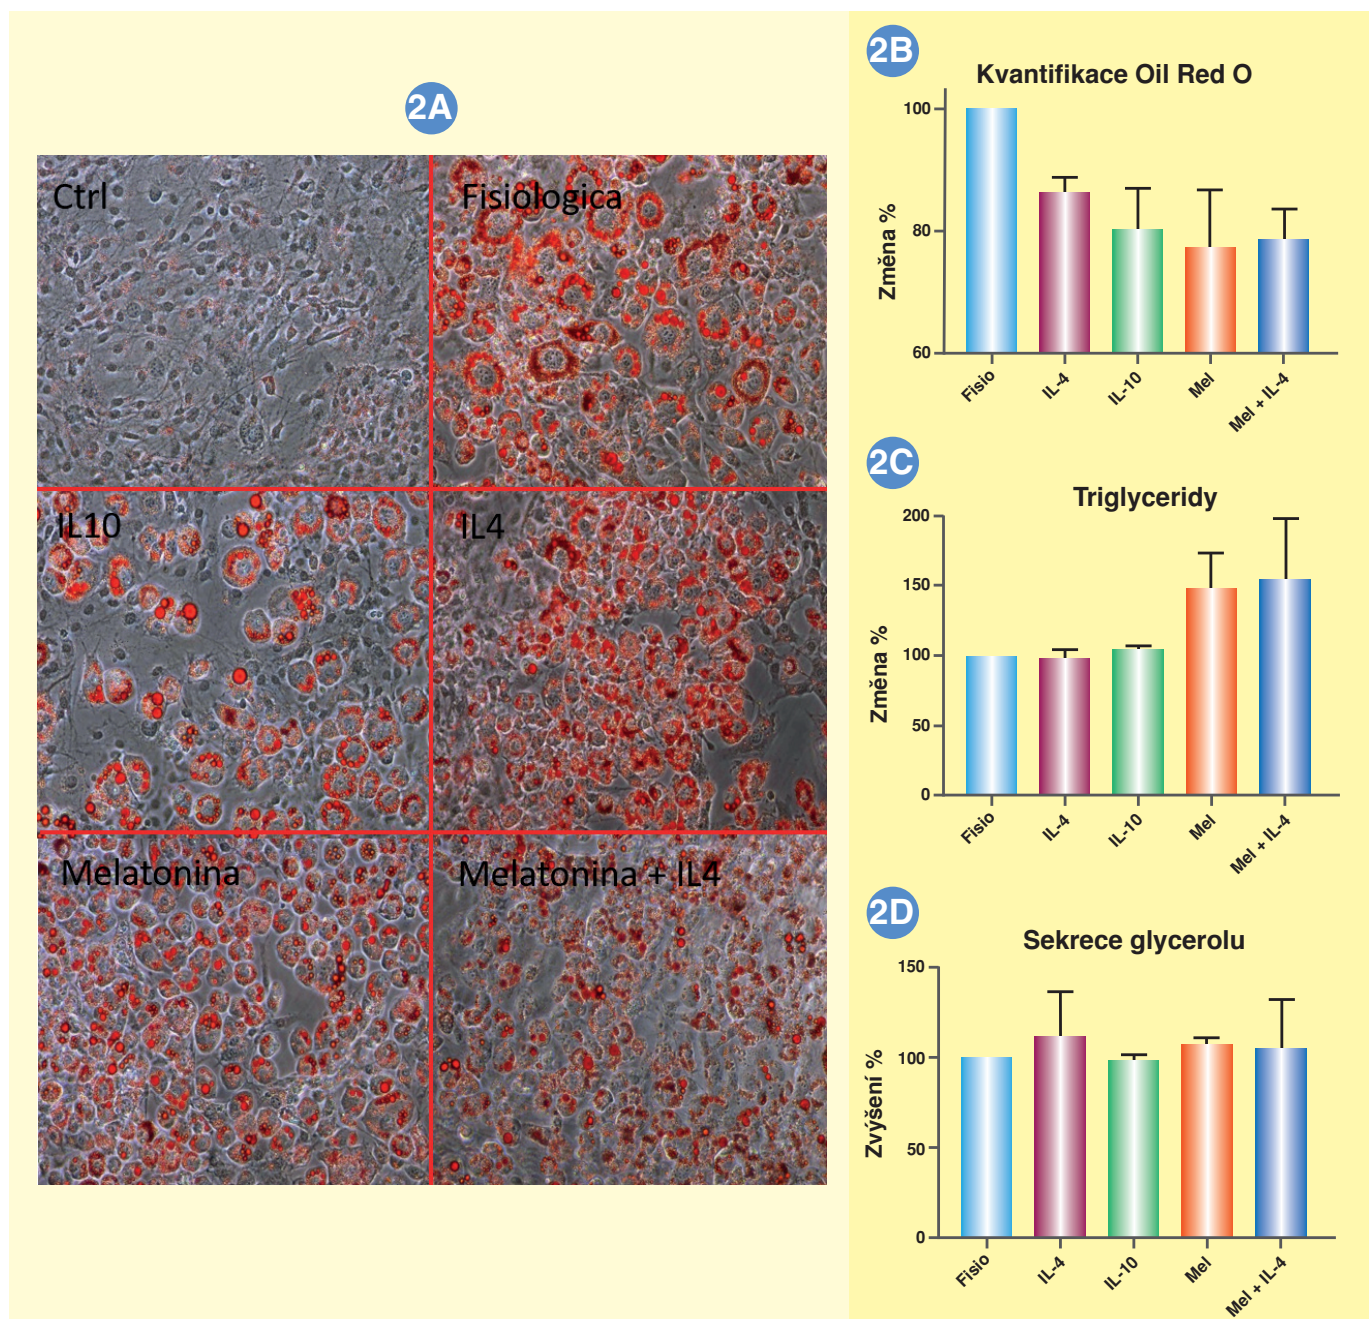 2A
Ctrl
Fisiologica
IL10
IL4
Melatonina
Melatonina + IL4
2B
Kvantifikace Oil Red O
Změna %
100
80
60
Fisio
IL-4
IL-10
Mel
Mel + IL-4
2C
Triglyceridy
Změna %
200
150
100
50
0
Fisio
IL-4
IL-10
Mel
Mel + IL-4
2D
Sekrece glycerolu
Zvýšení %
150
100
50
0
Fisio
IL-4
IL-10
Mel
Mel + IL-4